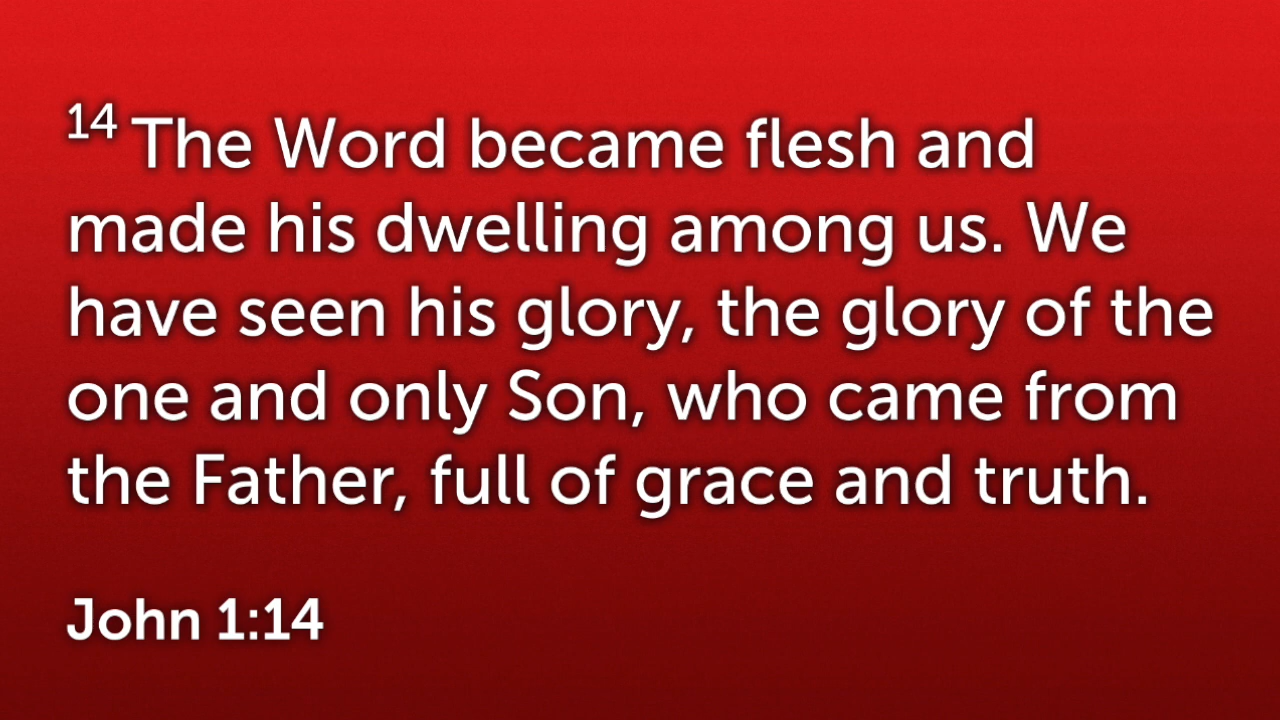 14 The Word became flesh and
made his dwelling among us. We
have seen his glory, the glory of the
one and only Son, who came from
the Father, full of grace and truth.
John 1:14